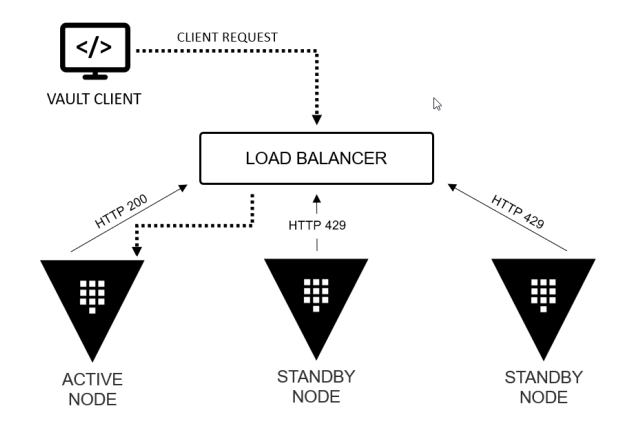 CLIENT REQUEST
</>
VAULT CLIENT
LOAD BALANCER
HTTP 200
HTTP 429
HTTP 429
ACTIVE
NODE
STANDBY
NODE
STANDBY
NODE